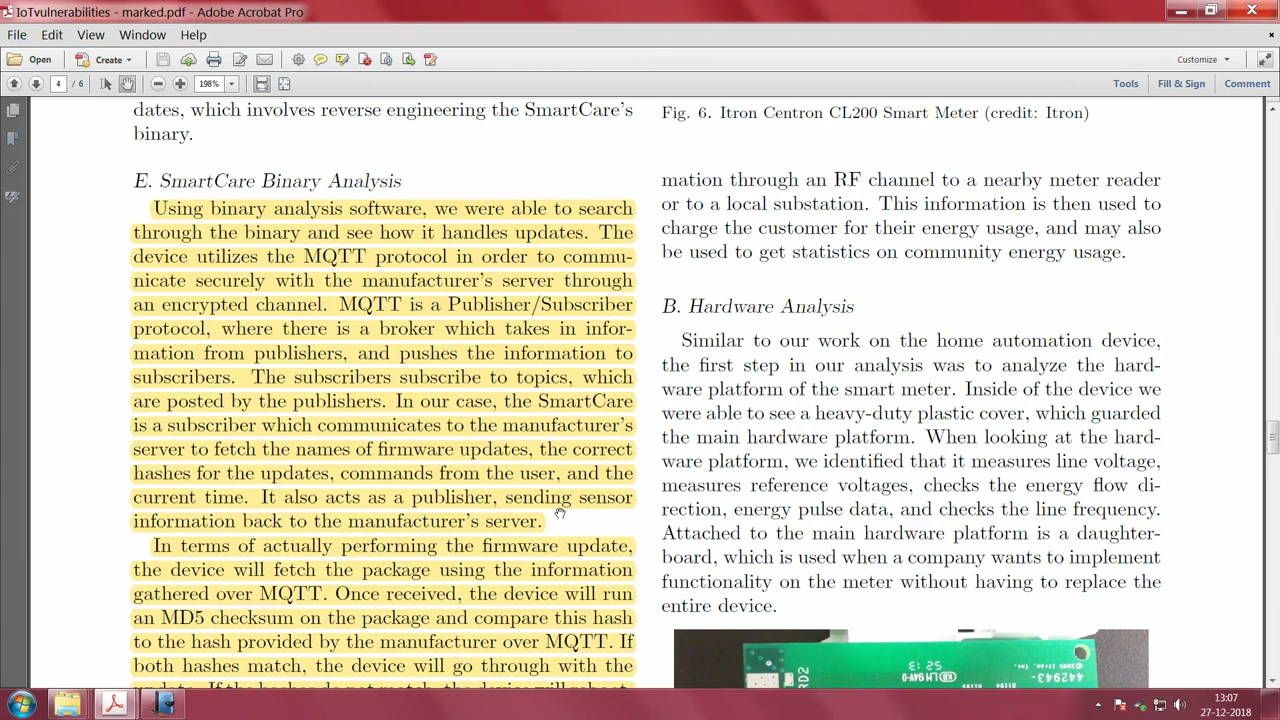 IoTvulnerabilities - marked.pdf - Adobe Acrobat Pro
File Edit View Window Help
Open Create Customize
4 / 6 198% Tools Fill & Sign Comment
dates, which involves reverse engineering the SmartCare's
binary.
E. SmartCare Binary Analysis
Using binary analysis software, we were able to search
through the binary and see how it handles updates. The
device utilizes the MQTT protocol in order to commu-
nicate securely with the manufacturer's server through
an encrypted channel. MQTT is a Publisher/Subscriber
protocol, where there is a broker which takes in infor-
mation from publishers, and pushes the information to
subscribers. The subscribers subscribe to topics, which
are posted by the publishers. In our case, the SmartCare
is a subscriber which communicates to the manufacturer's
server to fetch the names of firmware updates, the correct
hashes for the updates, commands from the user, and the
current time. It also acts as a publisher, sending sensor
information back to the manufacturer's server.
In terms of actually performing the firmware update,
the device will fetch the package using the information
gathered over MQTT. Once received, the device will run
an MD5 checksum on the package and compare this hash
to the hash provided by the manufacturer over MQTT. If
both hashes match, the device will go through with the
update. If the hashes do not match, the device will reboot
Fig. 6. Itron Centron CL200 Smart Meter (credit: Itron)
mation through an RF channel to a nearby meter reader
or to a local substation. This information is then used to
charge the customer for their energy usage, and may also
be used to get statistics on community energy usage.
B. Hardware Analysis
Similar to our work on the home automation device,
the first step in our analysis was to analyze the hard-
ware platform of the smart meter. Inside of the device we
were able to see a heavy-duty plastic cover, which guarded
the main hardware platform. When looking at the hard-
ware platform, we identified that it measures line voltage,
measures reference voltages, checks the energy flow di-
rection, energy pulse data, and checks the line frequency.
Attached to the main hardware platform is a daughter-
board, which is used when a company wants to implement
functionality on the meter without having to replace the
entire device.
RD2
442943-
13:07
27-12-2018